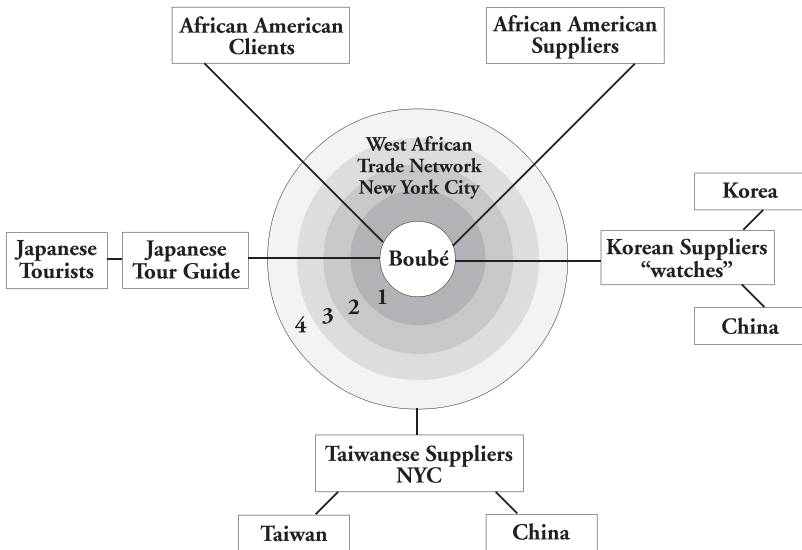 African American
Clients
African American
Suppliers
West African
Trade Network
New York City
Korea
Japanese
Tourists
Japanese
Tour Guide
Boubé
Korean Suppliers
“watches”
1
2
3
4
China
Taiwanese Suppliers
NYC
Taiwan
China